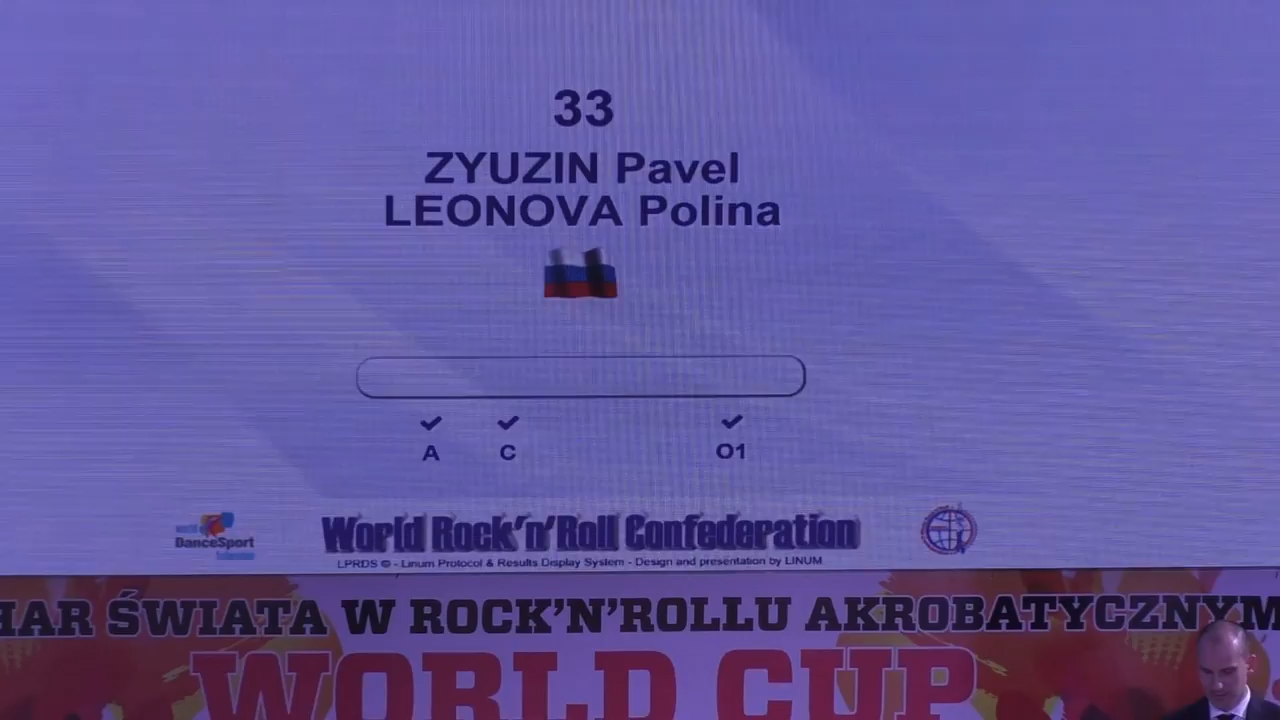 33
ZYUZIN Pavel
LEONOVA Polina
A C O1
World
DanceSport
World Rock'n'Roll Confederation
LPRDS © - Linum Protocol & Results Display System - Design and presentation by LINUM
HAR ŚWIATA W ROCK'N'ROLLU AKROBATYCZNYM
WORLD CUP